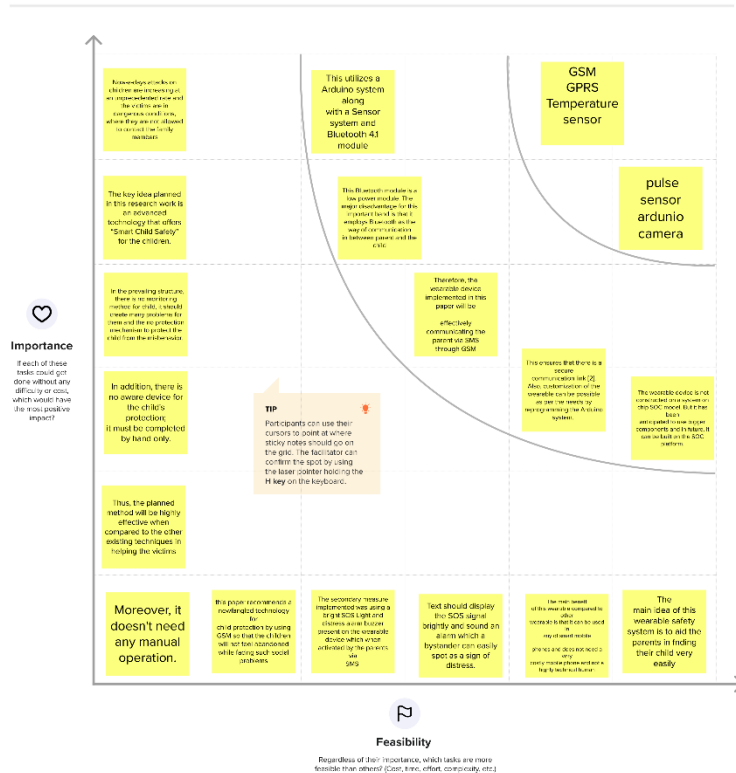 Now-a-days attacks on
children are increasing at
an unprecedented rate and
the victims are in
dangerous conditions,
where they are not allowed
to contact the family
members
This utilizes a
Arduino system
along
with a Sensor
system and
Bluetooth 4.1
module
GSM
GPRS
Temperature
sensor
The key idea planned
in this research work is
an advanced
technology that offers
"Smart Child Safety"
for the children.
This Bluetooth module is a
low power module. The
major disadvantage for this
important band is that it
employs Bluetooth as the
way of communication
in between parent and the
child
pulse
sensor
ardunio
camera
In the prevailing structure,
there is no monitoring
method for child, it should
create many problems for
them and the no protection
mechanism to protect the
child from the mis-behavior.
Therefore, the
wearable device
implemented in this
paper will be
effectively
communicating the
parent via SMS
through GSM
Importance
If each of these
tasks could get
done without any
difficulty or cost,
which would have
the most positive
impact?
In addition, there is
no aware device for
the child's
protection;
it must be completed
by hand only.
TIP
Participants can use their
cursors to point at where
sticky notes should go on
the grid. The facilitator can
confirm the spot by using
the laser pointer holding the
H key on the keyboard.
This ensures that there is a
secure
communication link [2].
Also, customization of the
wearable can be possible
as per the needs by
reprogramming the Arduino
system.
The wearable device is not
constructed on a system on
chip SOC model. But it has
been
anticipated to use bigger
components and in future, it
can be built on the SOC
platform.
Thus, the planned
method will be highly
effective when
compared to the other
existing techniques in
helping the victims
Moreover, it
doesn't need
any manual
operation.
this paper recommends a
newfangled technology
for
child protection by using
GSM so that the children
will not feel abandoned
while facing such social
problems
The secondary measure
implemented was using a
bright SOS Light and
distress alarm buzzer
present on the wearable
device which when
activated by the parents
via
SMS
Text should display
the SOS signal
brightly and sound an
alarm which a
bystander can easily
spot as a sign of
distress.
The main benefit
of this wearable compared to
other
wearable is that it can be used
in
any
mobile
phones and does not need a
very
costly mobile phone and not a
highly technical human
The
main idea of this
wearable safety
system is to aid the
parents in finding
their child very
easily
Feasibility
Regardless of their importance, which tasks are more
feasible than others? (Cost, time, effort, complexity, etc.)